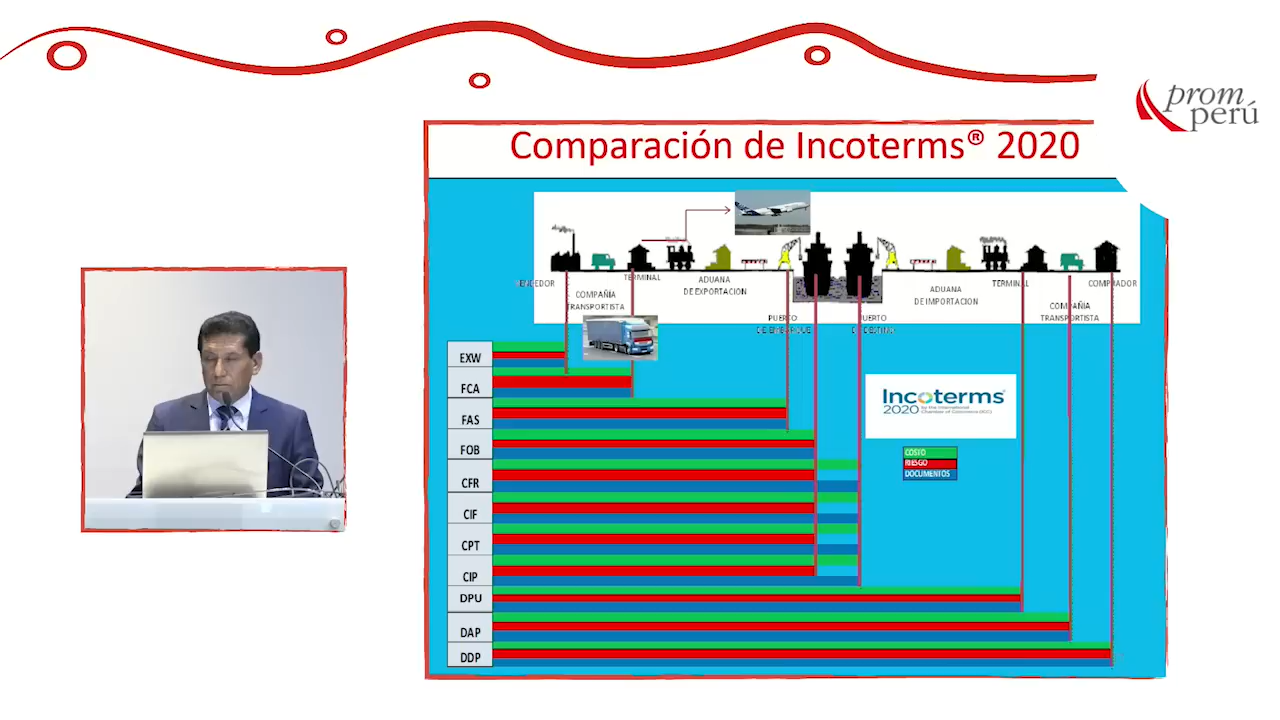 prom
perú
Comparación de Incoterms® 2020
VENDEDOR
COMPAÑÍA
TRANSPORTISTA
TERMINAL
ADUANA
DE EXPORTACION
PUERTO
DE EMBARQUE
PUERTO
DE DESTINO
ADUANA
DE IMPORTACION
TERMINAL
COMPAÑÍA
TRANSPORTISTA
COMPRADOR
EXW
FCA
FAS
FOB
CFR
CIF
CPT
CIP
DPU
DAP
DDP
Incoterms®
2020 by the International
Chamber of Commerce (ICC)
COSTO
RIESGO
DOCUMENTOS